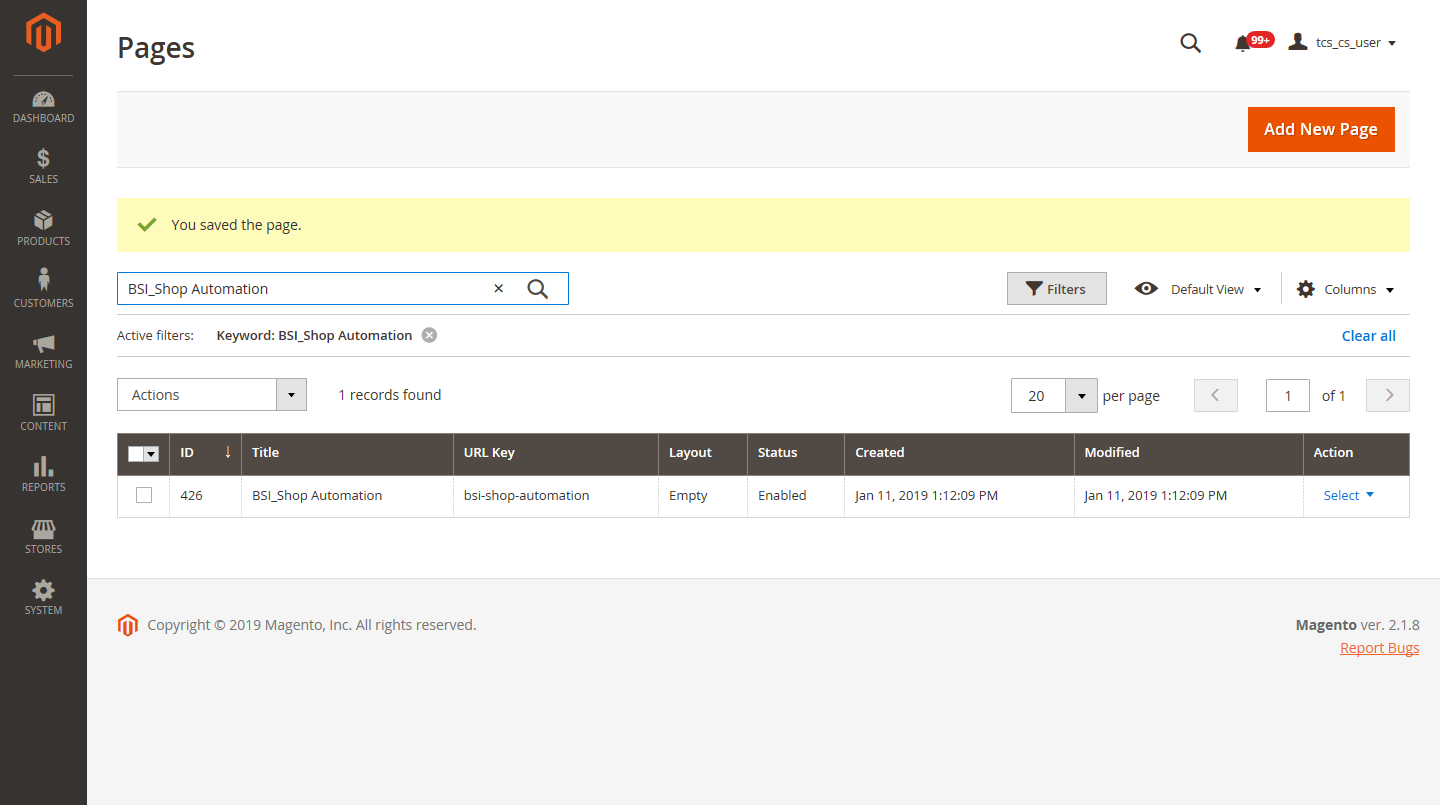 Pages
99+
tcs_cs_user
DASHBOARD
SALES
PRODUCTS
CUSTOMERS
MARKETING
CONTENT
REPORTS
STORES
SYSTEM
Add New Page
You saved the page.
BSI_Shop Automation
Filters
Default View
Columns
Active filters: Keyword: BSI_Shop Automation
Clear all
Actions
1 records found
20 per page
1 of 1
ID ↓ Title URL Key Layout Status Created Modified Action
426 BSI_Shop Automation bsi-shop-automation Empty Enabled Jan 11, 2019 1:12:09 PM Jan 11, 2019 1:12:09 PM Select
Copyright © 2019 Magento, Inc. All rights reserved.
Magento ver. 2.1.8
Report Bugs